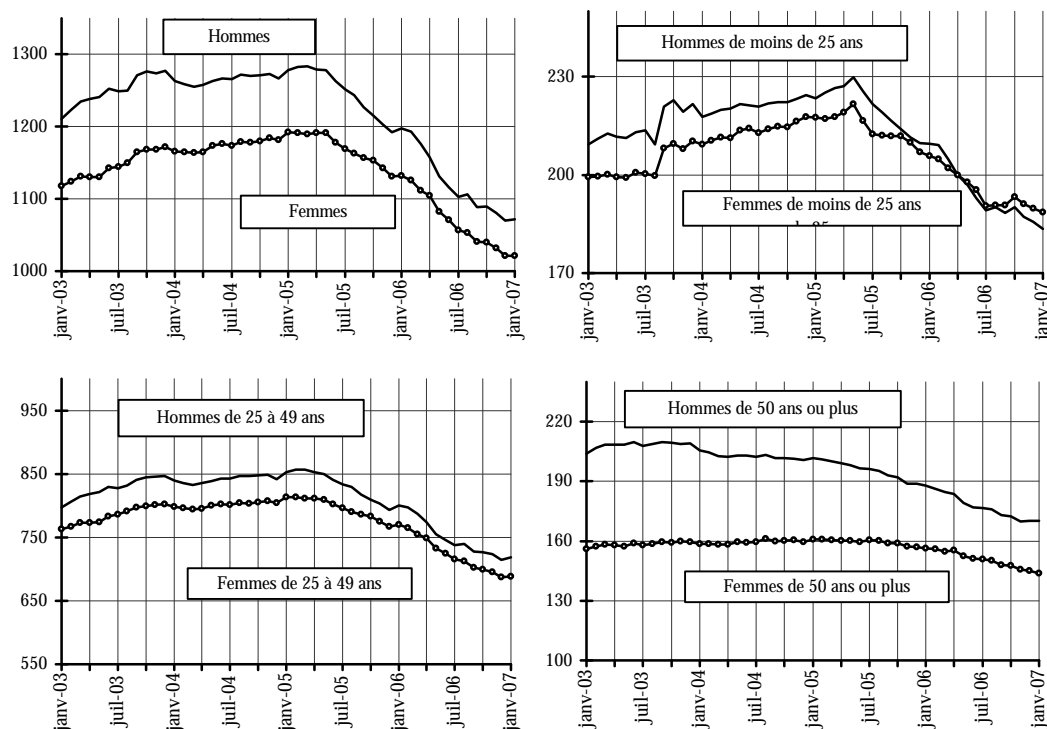 Hommes
Femmes
1300
1200
1100
1000
janv-03
juil-03
janv-04
juil-04
janv-05
juil-05
janv-06
juil-06
janv-07
Hommes de moins de 25 ans
Femmes de moins de 25 ans
230
200
170
janv-03
juil-03
janv-04
juil-04
janv-05
juil-05
janv-06
juil-06
janv-07
Hommes de 25 à 49 ans
Femmes de 25 à 49 ans
950
850
750
650
550
janv-03
juil-03
janv-04
juil-04
janv-05
juil-05
janv-06
juil-06
janv-07
Hommes de 50 ans ou plus
Femmes de 50 ans ou plus
220
190
160
130
100
janv-03
juil-03
janv-04
juil-04
janv-05
juil-05
janv-06
juil-06
janv-07